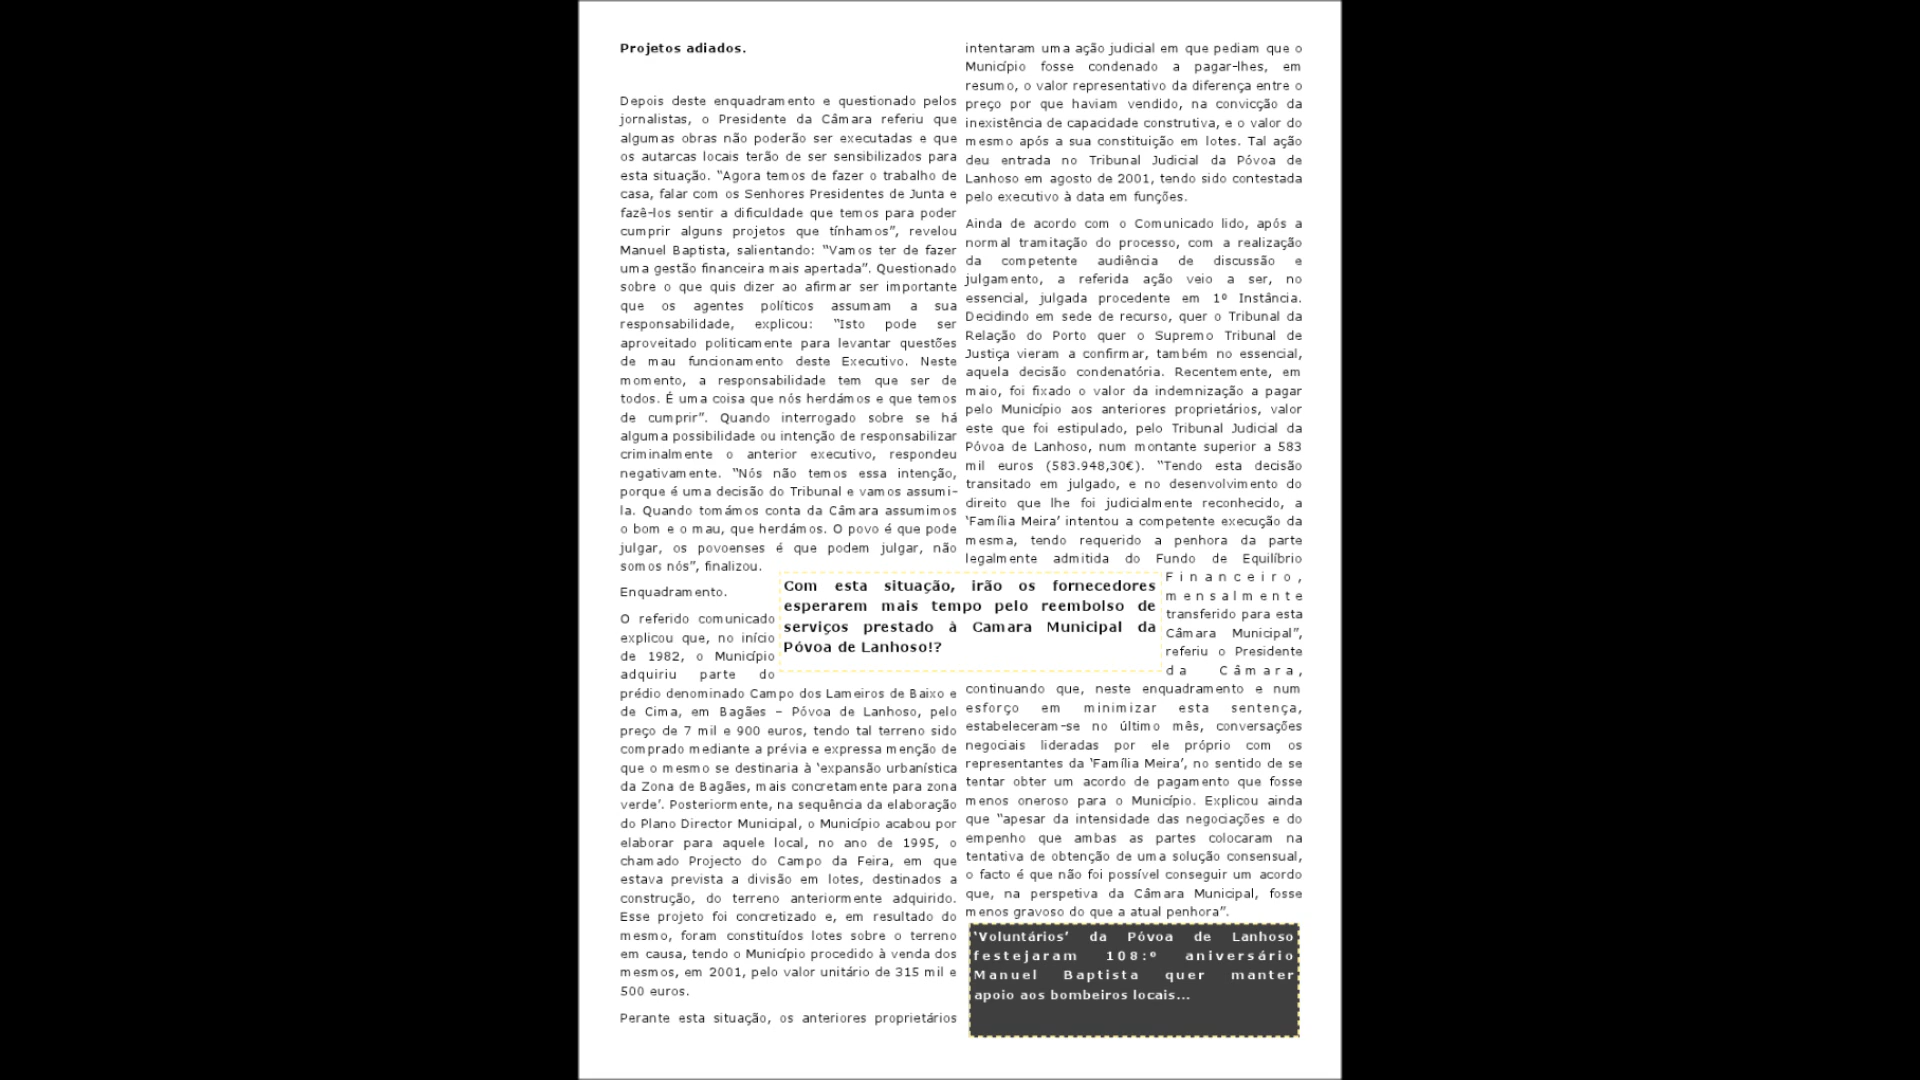 Projetos adiados.
Depois deste enquadramento e questionado pelos
jornalistas, o Presidente da Câmara referiu que
algumas obras não poderão ser executadas e que
os autarcas locais terão de ser sensibilizados para
esta situação. “Agora temos de fazer o trabalho de
casa, falar com os Senhores Presidentes de Junta e
fazê-los sentir a dificuldade que temos para poder
cumprir alguns projetos que tínhamos”, revelou
Manuel Baptista, salientando: “Vamos ter de fazer
uma gestão financeira mais apertada”. Questionado
sobre o que quis dizer ao afirmar ser importante
que os agentes políticos assumam a sua
responsabilidade, explicou: “Isto pode ser
aproveitado politicamente para levantar questões
de mau funcionamento deste Executivo. Neste
momento, a responsabilidade tem que ser de
todos. É uma coisa que nós herdámos e que temos
de cumprir”. Quando interrogado sobre se há
alguma possibilidade ou intenção de responsabilizar
criminalmente o anterior executivo, respondeu
negativamente. “Nós não temos essa intenção,
porque é uma decisão do Tribunal e vamos assumi-
la. Quando tomámos conta da Câmara assumimos
o bom e o mau, que herdámos. O povo é que pode
julgar, os povoenses é que podem julgar, não
somos nós”, finalizou.
Enquadramento.
O referido comunicado
explicou que, no início
de 1982, o Município
adquiriu parte do
prédio denominado Campo dos Lameiros de Baixo e
de Cima, em Bagães – Póvoa de Lanhoso, pelo
preço de 7 mil e 900 euros, tendo tal terreno sido
comprado mediante a prévia e expressa menção de
que o mesmo se destinaria à ‘expansão urbanística
da Zona de Bagães, mais concretamente para zona
verde’. Posteriormente, na sequência da elaboração
do Plano Director Municipal, o Município acabou por
elaborar para aquele local, no ano de 1995, o
chamado Projecto do Campo da Feira, em que
estava prevista a divisão em lotes, destinados a
construção, do terreno anteriormente adquirido.
Esse projeto foi concretizado e, em resultado do
mesmo, foram constituídos lotes sobre o terreno
em causa, tendo o Município procedido à venda dos
mesmos, em 2001, pelo valor unitário de 315 mil e
500 euros.
Perante esta situação, os anteriores proprietários
intentaram uma ação judicial em que pediam que o
Município fosse condenado a pagar-lhes, em
resumo, o valor representativo da diferença entre o
preço por que haviam vendido, na convicção da
inexistência de capacidade construtiva, e o valor do
mesmo após a sua constituição em lotes. Tal ação
deu entrada no Tribunal Judicial da Póvoa de
Lanhoso em agosto de 2001, tendo sido contestada
pelo executivo à data em funções.
Ainda de acordo com o Comunicado lido, após a
normal tramitação do processo, com a realização
da competente audiência de discussão e
julgamento, a referida ação veio a ser, no
essencial, julgada procedente em 1º Instância.
Decidindo em sede de recurso, quer o Tribunal da
Relação do Porto quer o Supremo Tribunal de
Justiça vieram a confirmar, também no essencial,
aquela decisão condenatória. Recentemente, em
maio, foi fixado o valor da indemnização a pagar
pelo Município aos anteriores proprietários, valor
este que foi estipulado, pelo Tribunal Judicial da
Póvoa de Lanhoso, num montante superior a 583
mil euros (583.948,30€). “Tendo esta decisão
transitado em julgado, e no desenvolvimento do
direito que lhe foi judicialmente reconhecido, a
‘Família Meira’ intentou a competente execução da
mesma, tendo requerido a penhora da parte
legalmente admitida do Fundo de Equilíbrio
Financeiro,
mensalmente
transferido para esta
Câmara Municipal”,
referiu o Presidente
da Câmara,
continuando que, neste enquadramento e num
esforço em minimizar esta sentença,
estabeleceram-se no último mês, conversações
negociais lideradas por ele próprio com os
representantes da ‘Família Meira’, no sentido de se
tentar obter um acordo de pagamento que fosse
menos oneroso para o Município. Explicou ainda
que “apesar da intensidade das negociações e do
empenho que ambas as partes colocaram na
tentativa de obtenção de uma solução consensual,
o facto é que não foi possível conseguir um acordo
que, na perspetiva da Câmara Municipal, fosse
menos gravoso do que a atual penhora”.
Com esta situação, irão os fornecedores
esperarem mais tempo pelo reembolso de
serviços prestado à Camara Municipal da
Póvoa de Lanhoso!?
‘Voluntários’ da Póvoa de Lanhoso
festejaram 108:º aniversário
Manuel Baptista quer manter
apoio aos bombeiros locais...